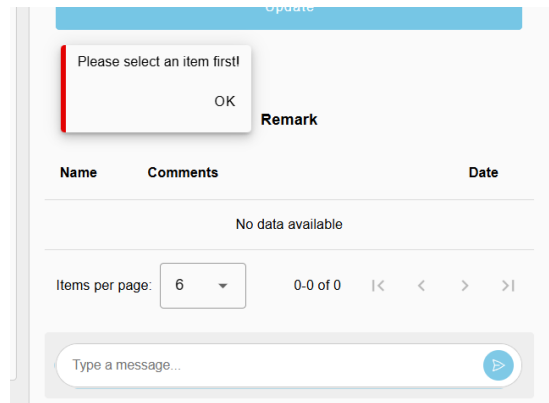 Update
Please select an item first!
OK
Remark
Name Comments Date
No data available
Items per page: 6 0-0 of 0
Type a message...